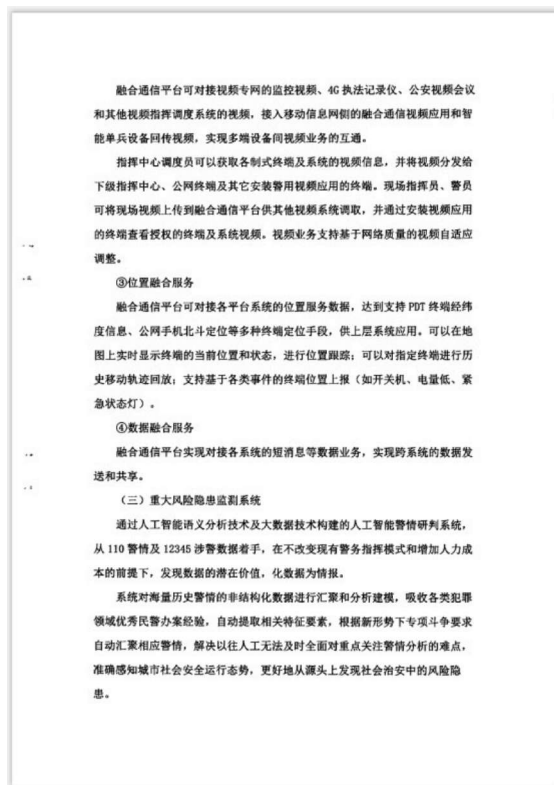 融合通信平台可对接视频专网的监控视频、4G 执法记录仪、公安视频会议
和其他视频指挥调度系统的视频，接入移动信息网侧的融合通信视频应用和智
能单兵设备回传视频，实现多端设备间视频业务的互通。
指挥中心调度员可以获取各制式终端及系统的视频信息，并将视频分发给
下级指挥中心、公网终端及其它安装警用视频应用的终端。现场指挥员、警员
可将现场视频上传到融合通信平台供其他视频系统调取，并通过安装视频应用
的终端查看授权的终端及系统视频。视频业务支持基于网络质量的视频自适应
调整。
③位置融合服务
融合通信平台可对接各平台系统的位置服务数据，达到支持 PDT 终端经纬
度信息、公网手机北斗定位等多种终端定位手段，供上层系统应用。可以在地
图上实时显示终端的当前位置和状态，进行位置跟踪；可以对指定终端进行历
史移动轨迹回放；支持基于各类事件的终端位置上报（如开关机、电量低、紧
急状态灯）。
④数据融合服务
融合通信平台实现对接各系统的短消息等数据业务，实现跨系统的数据发
送和共享。
（三）重大风险隐患监测系统
通过人工智能语义分析技术及大数据技术构建的人工智能警情研判系统，
从 110 警情及 12345 涉警数据着手，在不改变现有警务指挥模式和增加人力成
本的前提下，发现数据的潜在价值，化数据为情报。
系统对海量历史警情的非结构化数据进行汇聚和分析建模，吸收各类犯罪
领域优秀民警办案经验，自动提取相关特征要素，根据新形势下专项斗争要求
自动汇聚相应警情，解决以往人工无法及时全面对重点关注警情分析的难点，
准确感知城市社会安全运行态势，更好地从源头上发现社会治安中的风险隐
患。